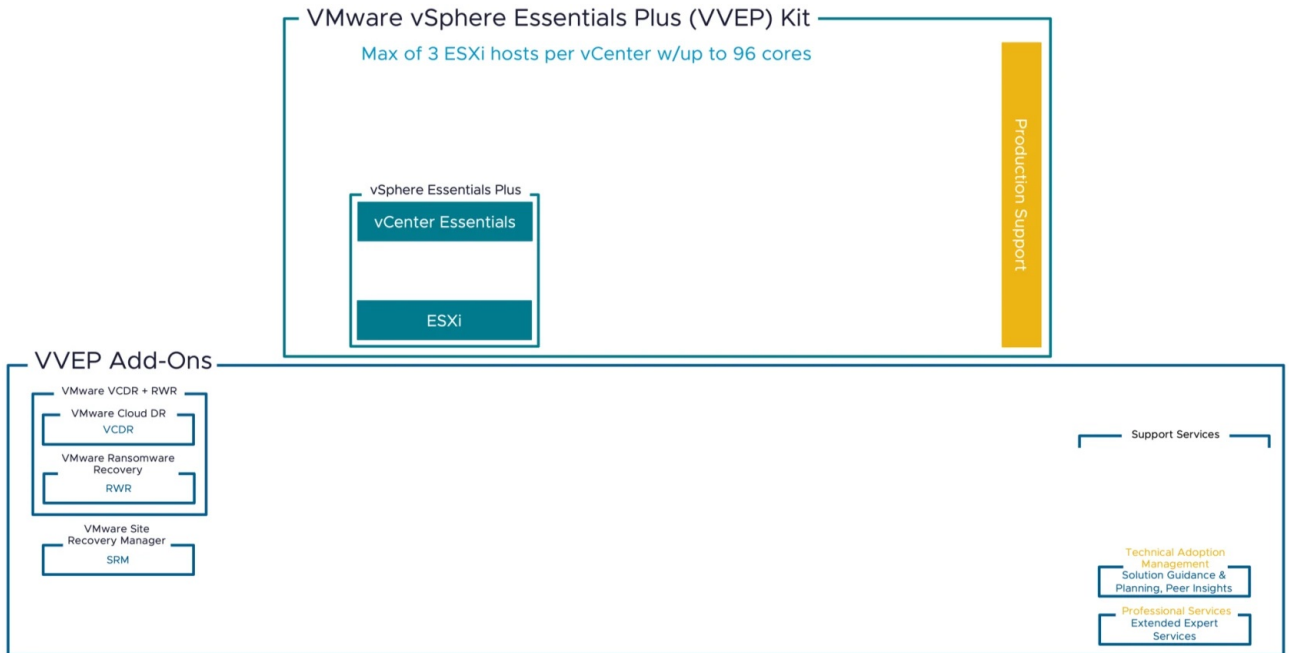 VMware vSphere Essentials Plus (VVEP) Kit
Max of 3 ESXi hosts per vCenter w/up to 96 cores
Production Support
vSphere Essentials Plus
vCenter Essentials
ESXi
VVEP Add-Ons
VMware VCDR + RWR
VMware Cloud DR
VCDR
VMware Ransomware
Recovery
RWR
VMware Site
Recovery Manager
SRM
Support Services
Technical Adoption
Management
Solution Guidance &
Planning, Peer Insights
Professional Services
Extended Expert
Services